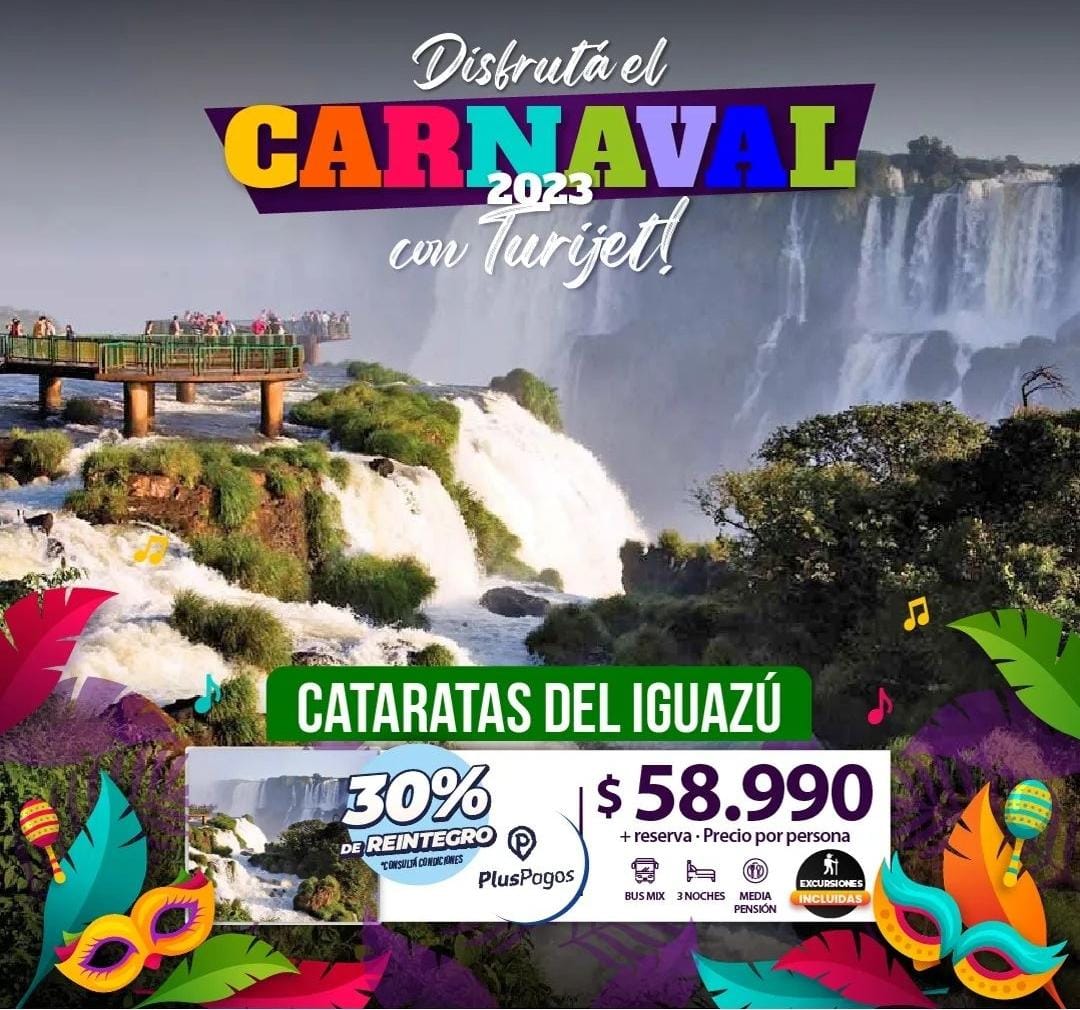 Disfrutá el
CARNAVAL
2023
con Turijet!
CATARATAS DEL IGUAZÚ
30%
DE REINTEGRO
*CONSULTÁ CONDICIONES
PlusPagos
$ 58.990
+ reserva · Precio por persona
BUS MIX
3 NOCHES
MEDIA
PENSIÓN
EXCURSIONES
INCLUIDAS